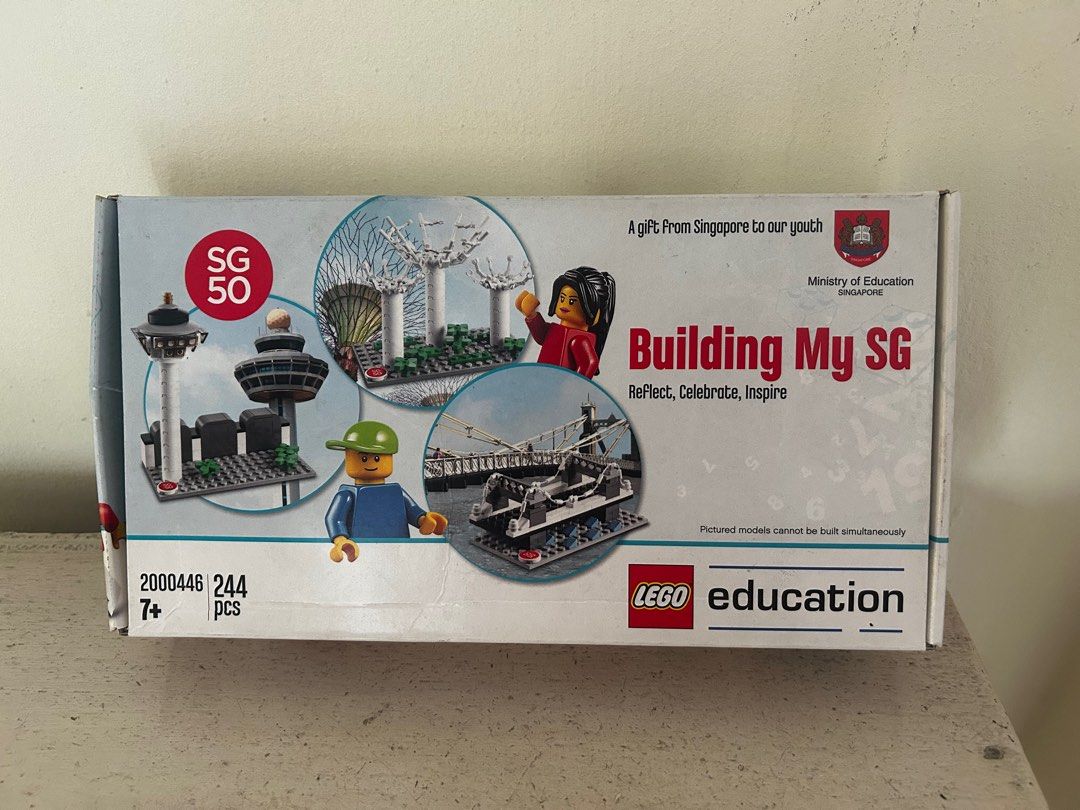 SG
50
A gift from Singapore to our youth
Ministry of Education
SINGAPORE
Building My SG
Reflect, Celebrate, Inspire
Pictured models cannot be built simultaneously
2000446
7+
244
pcs
LEGO
education